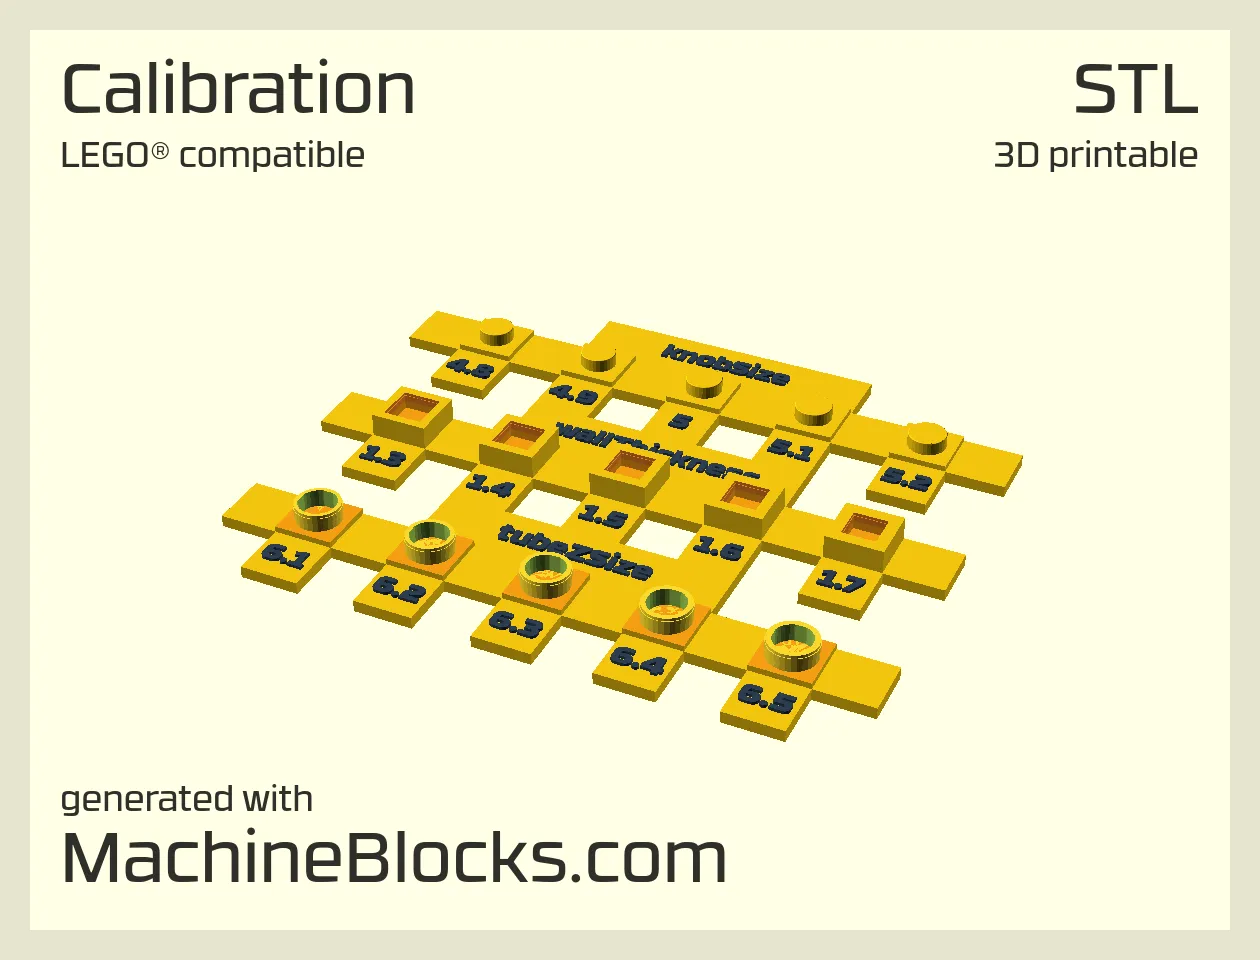 Calibration
STL
LEGO® compatible
3D printable
knobSize
4.8
4.9
5
5.1
5.2
wallThickness
1.3
1.4
1.5
1.6
1.7
tubeZSize
6.1
6.2
6.3
6.4
6.5
generated with
MachineBlocks.com